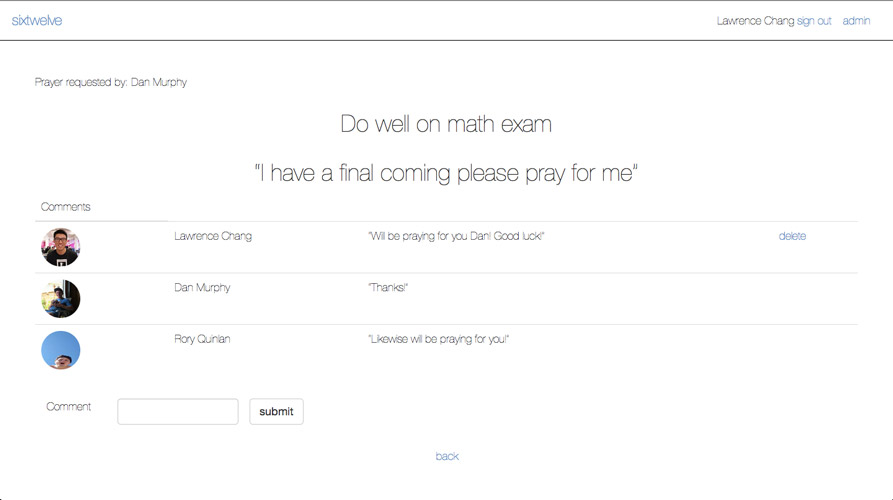 sixtwelve
Lawrence Chang sign out admin
Prayer requested by: Dan Murphy
Do well on math exam
"I have a final coming please pray for me"
Comments
Lawrence Chang "Will be praying for you Dan! Good luck!" delete
Dan Murphy "Thanks!"
Rory Quinlan "Likewise will be praying for you!"
Comment submit
back